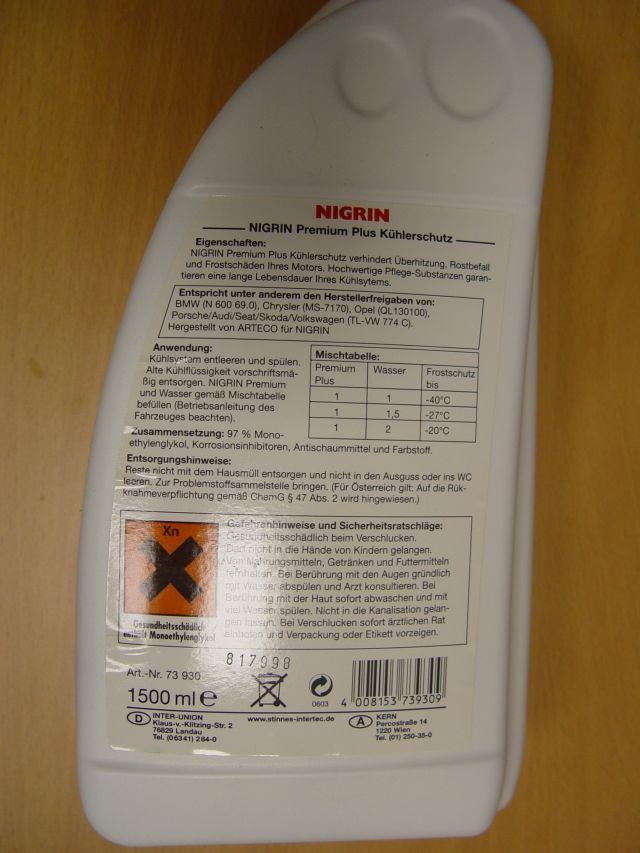 NIGRIN
NIGRIN Premium Plus Kühlerschutz
Eigenschaften:
NIGRIN Premium Plus Kühlerschutz verhindert Überhitzung, Rostbefall
und Frostschäden Ihres Motors. Hochwertige Pflege-Substanzen garan-
tieren eine lange Lebensdauer Ihres Kühlsytems.
Entspricht unter anderem den Herstellerfreigaben von:
BMW (N 600 69.0), Chrysler (MS-7170), Opel (QL130100),
Porsche/Audi/Seat/Skoda/Volkswagen (TL-VW 774 C).
Hergestellt von ARTECO für NIGRIN
Anwendung:
Kühlsystem entleeren und spülen.
Alte Kühlflüssigkeit vorschriftsmä-
ßig entsorgen. NIGRIN Premium
und Wasser gemäß Mischtabelle
befüllen (Betriebsanleitung des
Fahrzeuges beachten).
Mischtabelle:
Premium Plus Wasser Frostschutz bis
1 1 -40°C
1 1,5 -27°C
1 2 -20°C
Zusammensetzung: 97 % Mono-
ethylenglykol, Korrosionsinhibitoren, Antischaummittel und Farbstoff.
Entsorgungshinweise:
Reste nicht mit dem Hausmüll entsorgen und nicht in den Ausguss oder ins WC
leeren. Zur Problemstoffsammelstelle bringen. (Für Österreich gilt: Auf die Rük-
knahmeverpflichtung gemäß ChemG § 47 Abs. 2 wird hingewiesen.)
Xn
Gesundheitsschädlich
enthält Monoethylenglykol
Gefahrenhinweise und Sicherheitsratschläge:
Gesundheitsschädlich beim Verschlucken.
Darf nicht in die Hände von Kindern gelangen.
Von Nahrungsmitteln, Getränken und Futtermitteln
fernhalten. Bei Berührung mit den Augen gründlich
mit Wasser abspülen und Arzt konsultieren. Bei
Berührung mit der Haut sofort abwaschen und mit
viel Wasser spülen. Nicht in die Kanalisation gelan-
gen lassen. Bei Verschlucken sofort ärztlichen Rat
einholen und Verpackung oder Etikett vorzeigen.
817998
Art.-Nr. 73 930
1500 ml e
0603
4 008153 739309
D INTER-UNION
Klaus-v.-Klitzing-Str. 2
76829 Landau
Tel. (06341) 284-0
www.stinnes-intertec.de
A KERN
Percostraße 14
1220 Wien
Tel. (01) 250-35-0